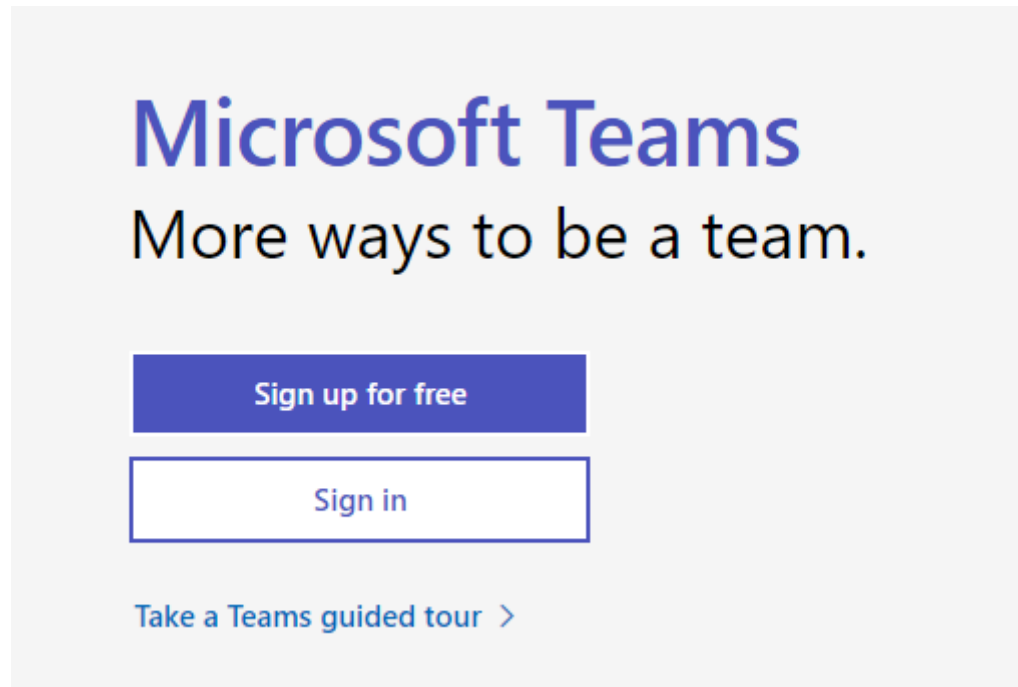 Microsoft Teams
More ways to be a team.
Sign up for free
Sign in
Take a Teams guided tour >